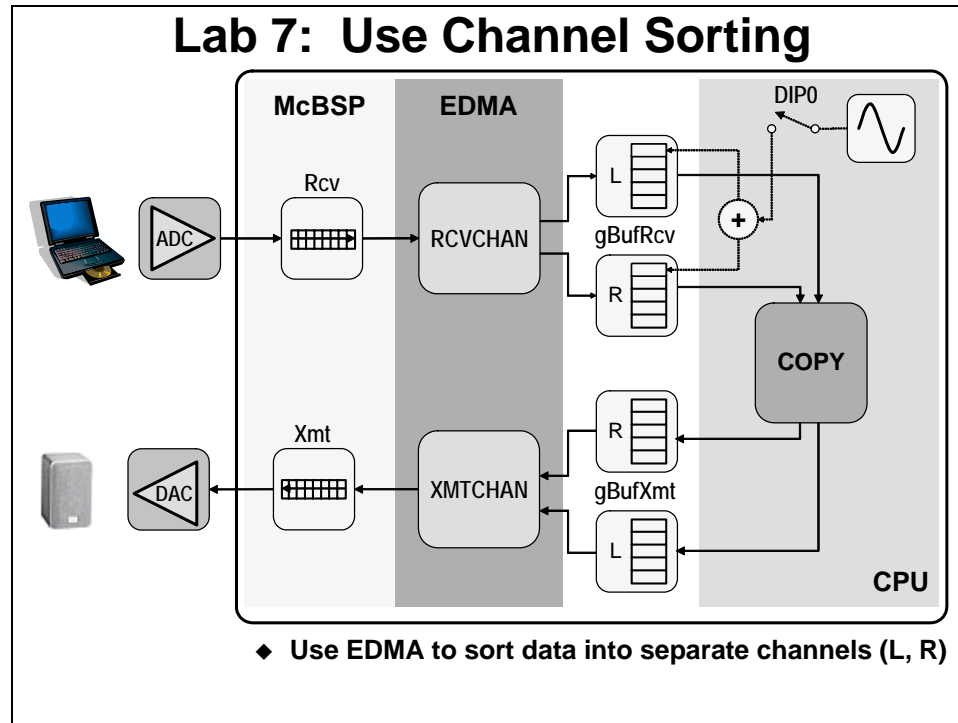 Lab 7: Use Channel Sorting
McBSP
EDMA
DIP0
Rcv
L
ADC
RCVCHAN
+
gBufRcv
R
COPY
Xmt
R
DAC
XMTCHAN
gBufXmt
L
CPU
◆ Use EDMA to sort data into separate channels (L, R)